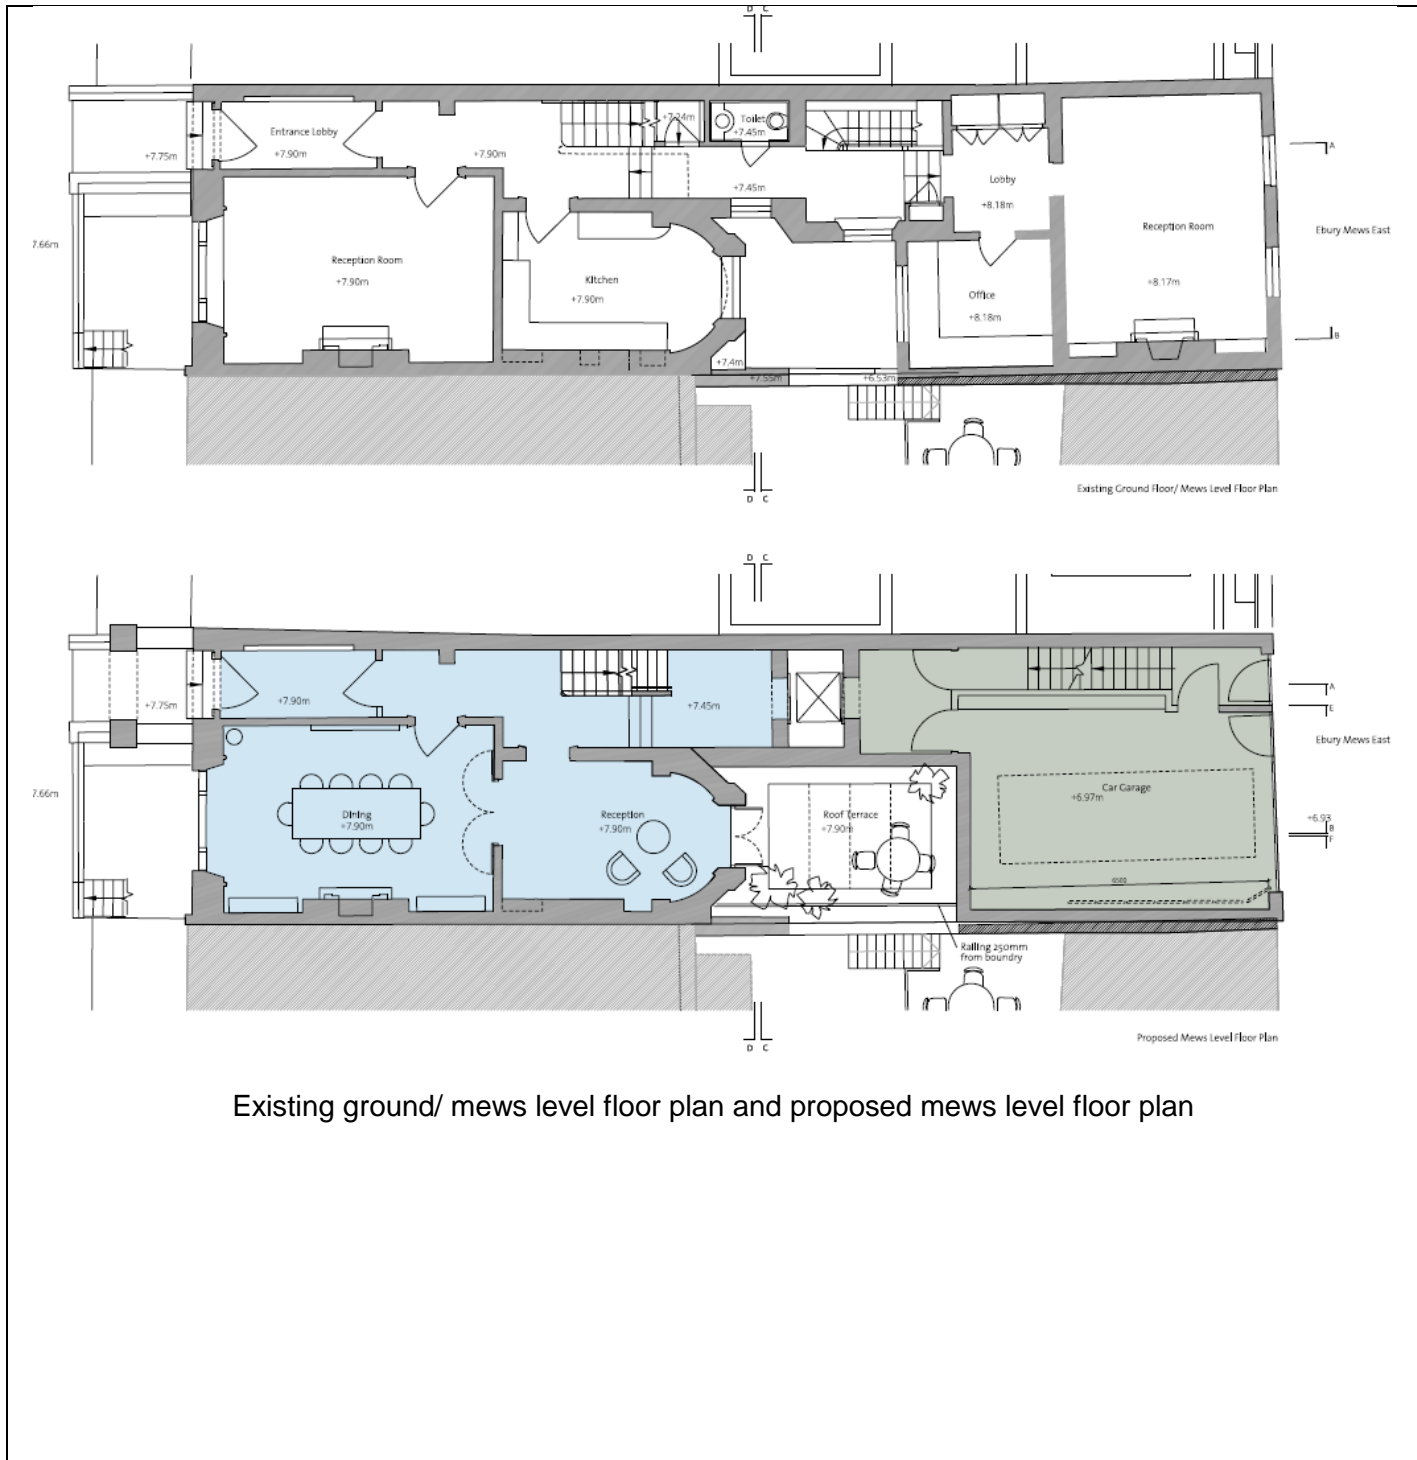 D C
Entrance Lobby
+7.90m
+7.75m
+7.90m
+7.24m
Toilet
+7.45m
+7.45m
Lobby
+8.18m
A
Reception Room
Ebury Mews East
7.66m
Reception Room
+7.90m
Kitchen
+7.90m
Office
+8.18m
+8.17m
B
+7.4m
+7.55m
+6.53m
D C
Existing Ground Floor/ Mews Level Floor Plan
D C
+7.90m
+7.75m
+7.45m
A
E
Ebury Mews East
7.66m
Dining
+7.90m
Reception
+7.90m
Roof Terrace
+7.90m
Car Garage
+6.97m
+6.93
B
F
6500
Railing 250mm
from boundry
D C
Proposed Mews Level Floor Plan
Existing ground/ mews level floor plan and proposed mews level floor plan